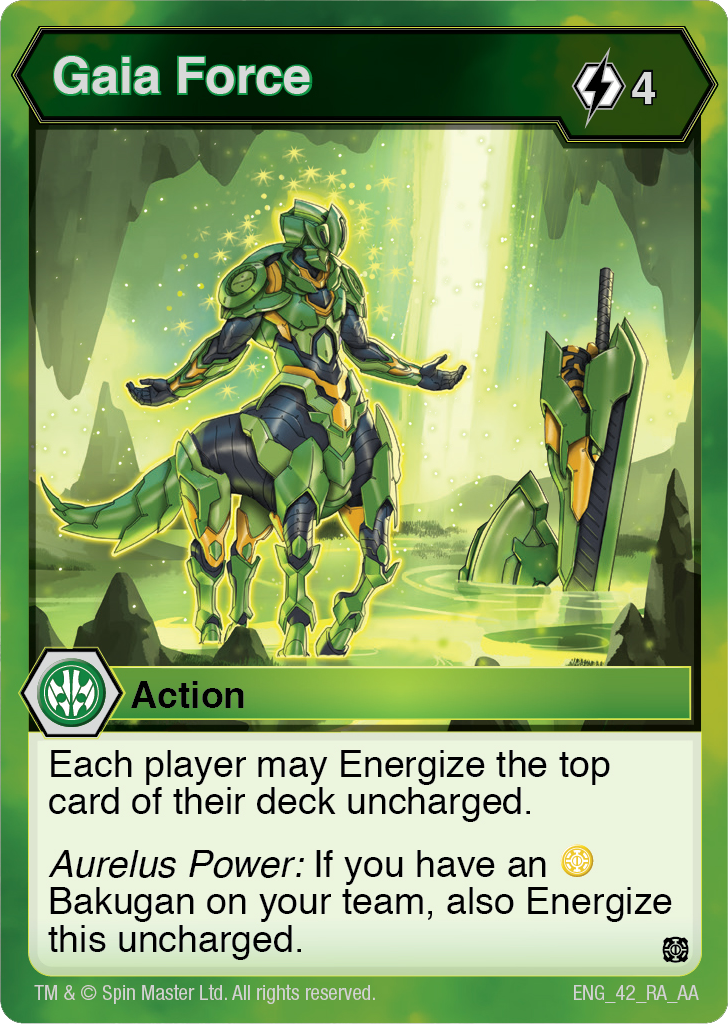 Gaia Force
4
Action
Each player may Energize the top
card of their deck uncharged.
Aurelus Power: If you have an
Bakugan on your team, also Energize
this uncharged.
TM & © Spin Master Ltd. All rights reserved.
ENG_42_RA_AA